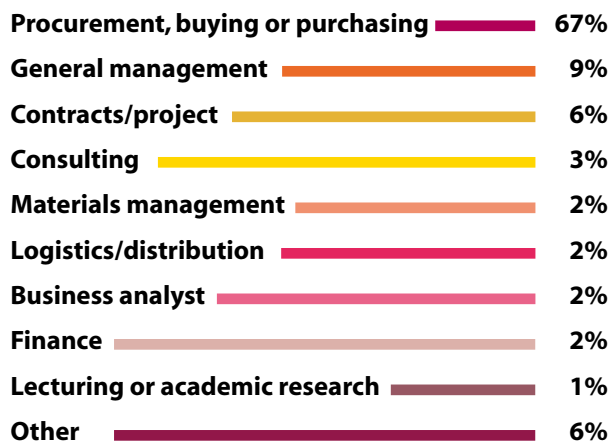 Procurement, buying or purchasing 67%
General management 9%
Contracts/project 6%
Consulting 3%
Materials management 2%
Logistics/distribution 2%
Business analyst 2%
Finance 2%
Lecturing or academic research 1%
Other 6%